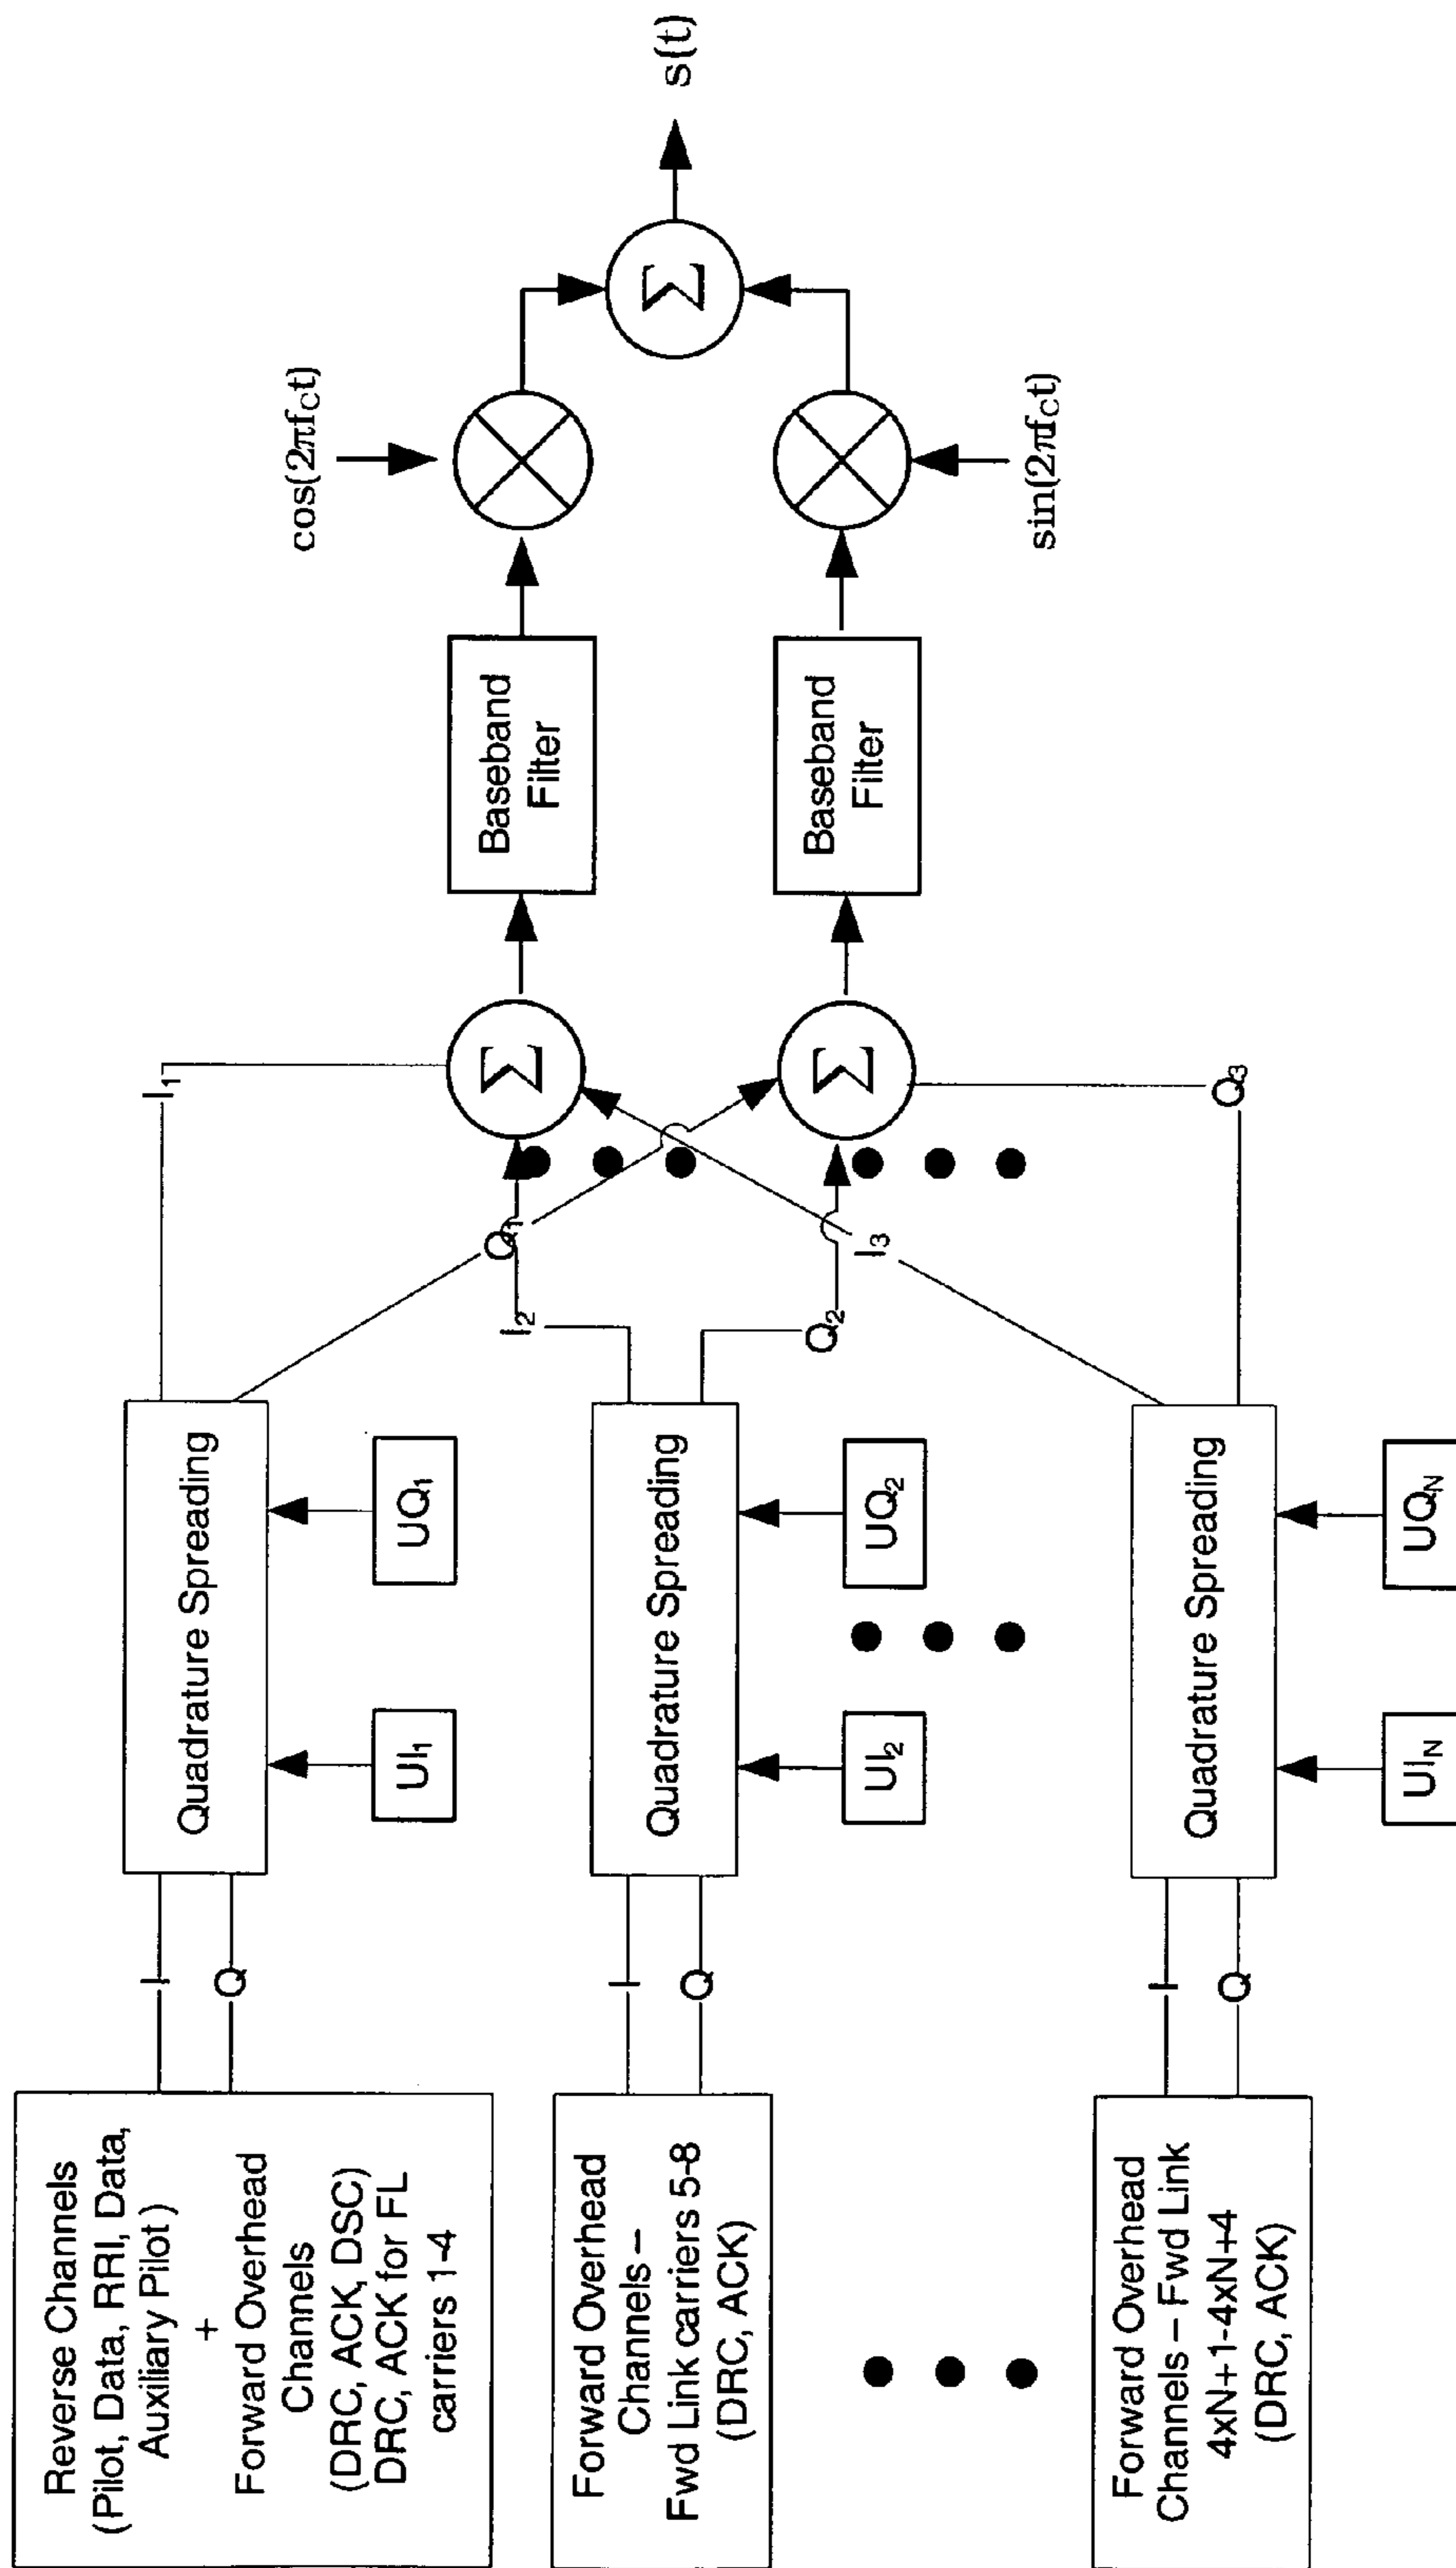 Reverse Channels
(Pilot, Data, RRI, Data,
Auxiliary Pilot )
+
Forward Overhead
Channels
(DRC, ACK, DSC)
DRC, ACK for FL
carriers 1-4
I
Q
Quadrature Spreading
UI₁
UQ₁
I₁
Q₁
Forward Overhead
Channels –
Fwd Link carriers 5-8
(DRC, ACK)
I
Q
Quadrature Spreading
UI₂
UQ₂
I₂
Q₂
Forward Overhead
Channels – Fwd Link
4xN+1-4xN+4
(DRC, ACK)
I
Q
Quadrature Spreading
UI_N
UQ_N
I₃
Q₃
Σ
Σ
Baseband
Filter
Baseband
Filter
cos(2πfCt)
sin(2πfCt)
Σ
s(t)